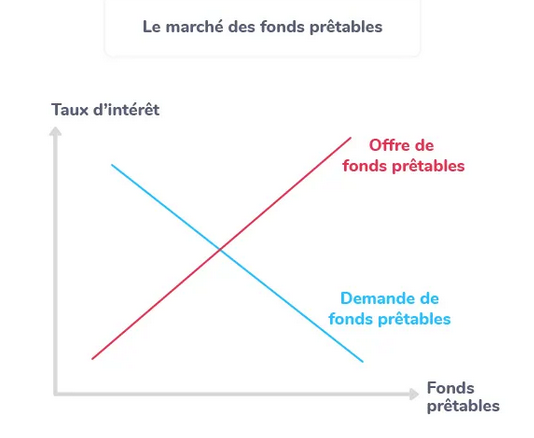 Le marché des fonds prêtables
Taux d'intérêt
Offre de
fonds prêtables
Demande de
fonds prêtables
Fonds
prêtables